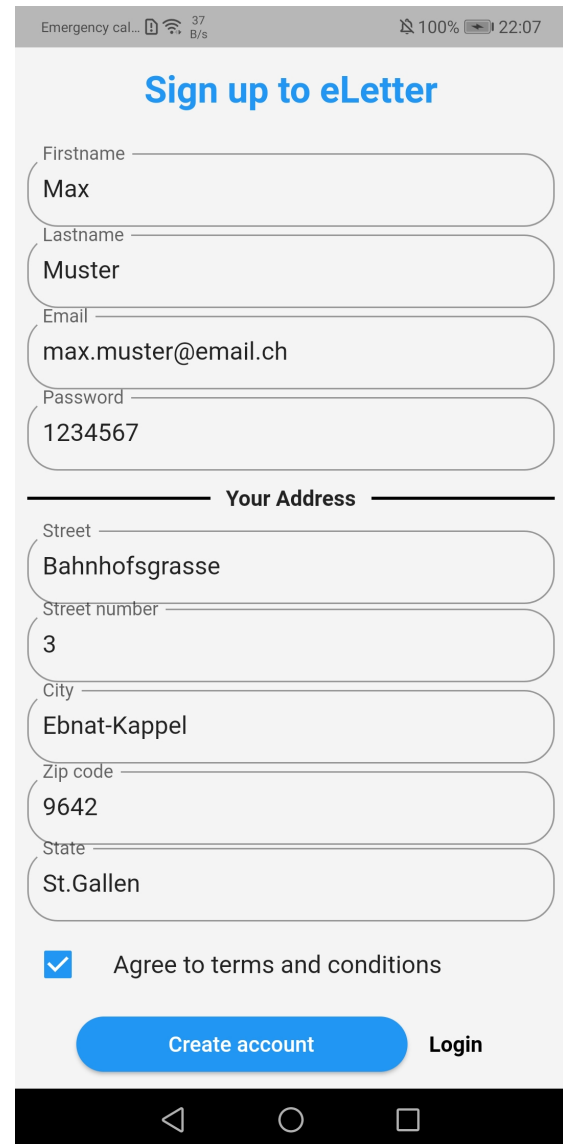 Emergency cal... 37 B/s 100% 22:07
Sign up to eLetter
Firstname
Max
Lastname
Muster
Email
max.muster@email.ch
Password
1234567
Your Address
Street
Bahnhofsgrasse
Street number
3
City
Ebnat-Kappel
Zip code
9642
State
St.Gallen
Agree to terms and conditions
Create account Login